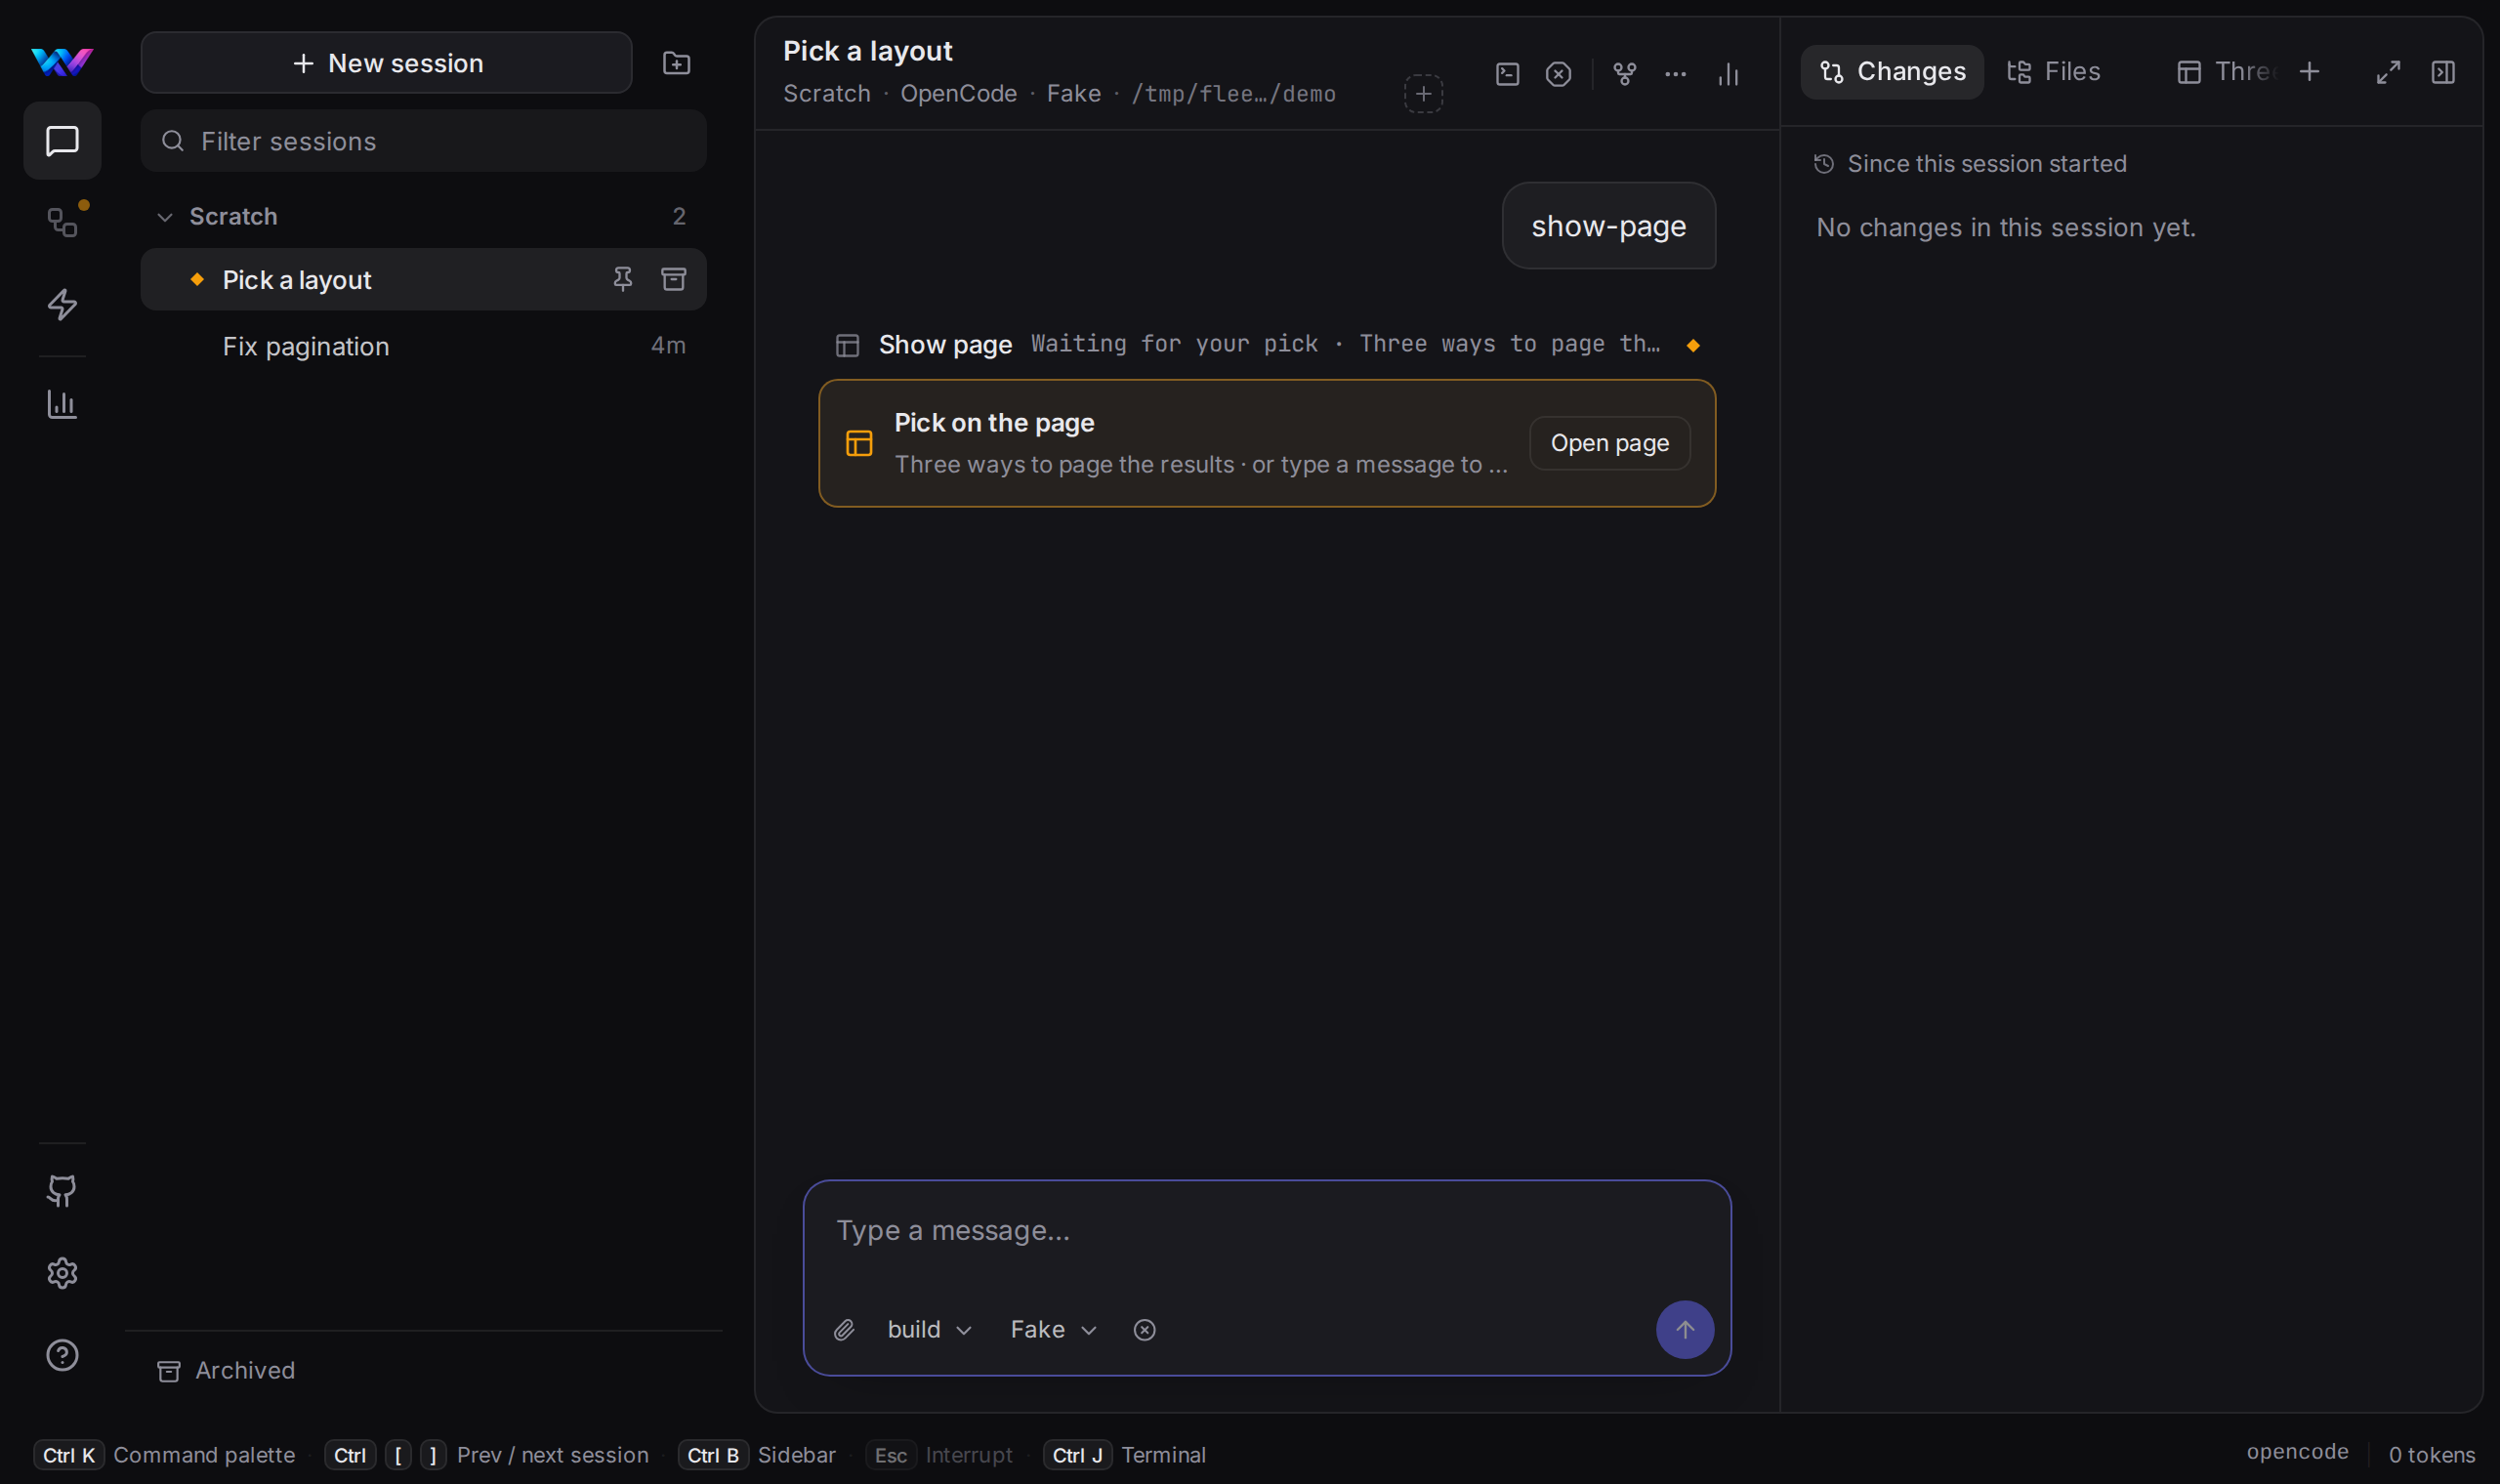 New session
Filter sessions
Scratch 2
Pick a layout
Fix pagination 4m
Archived
Pick a layout
Scratch · OpenCode · Fake · /tmp/flee…/demo
show-page
Show page Waiting for your pick · Three ways to page th…
Pick on the page
Three ways to page the results · or type a message to …
Open page
Type a message...
build Fake
Changes Files Three
Since this session started
No changes in this session yet.
Ctrl K Command palette · Ctrl [ ] Prev / next session · Ctrl B Sidebar · Esc Interrupt · Ctrl J Terminal
opencode 0 tokens